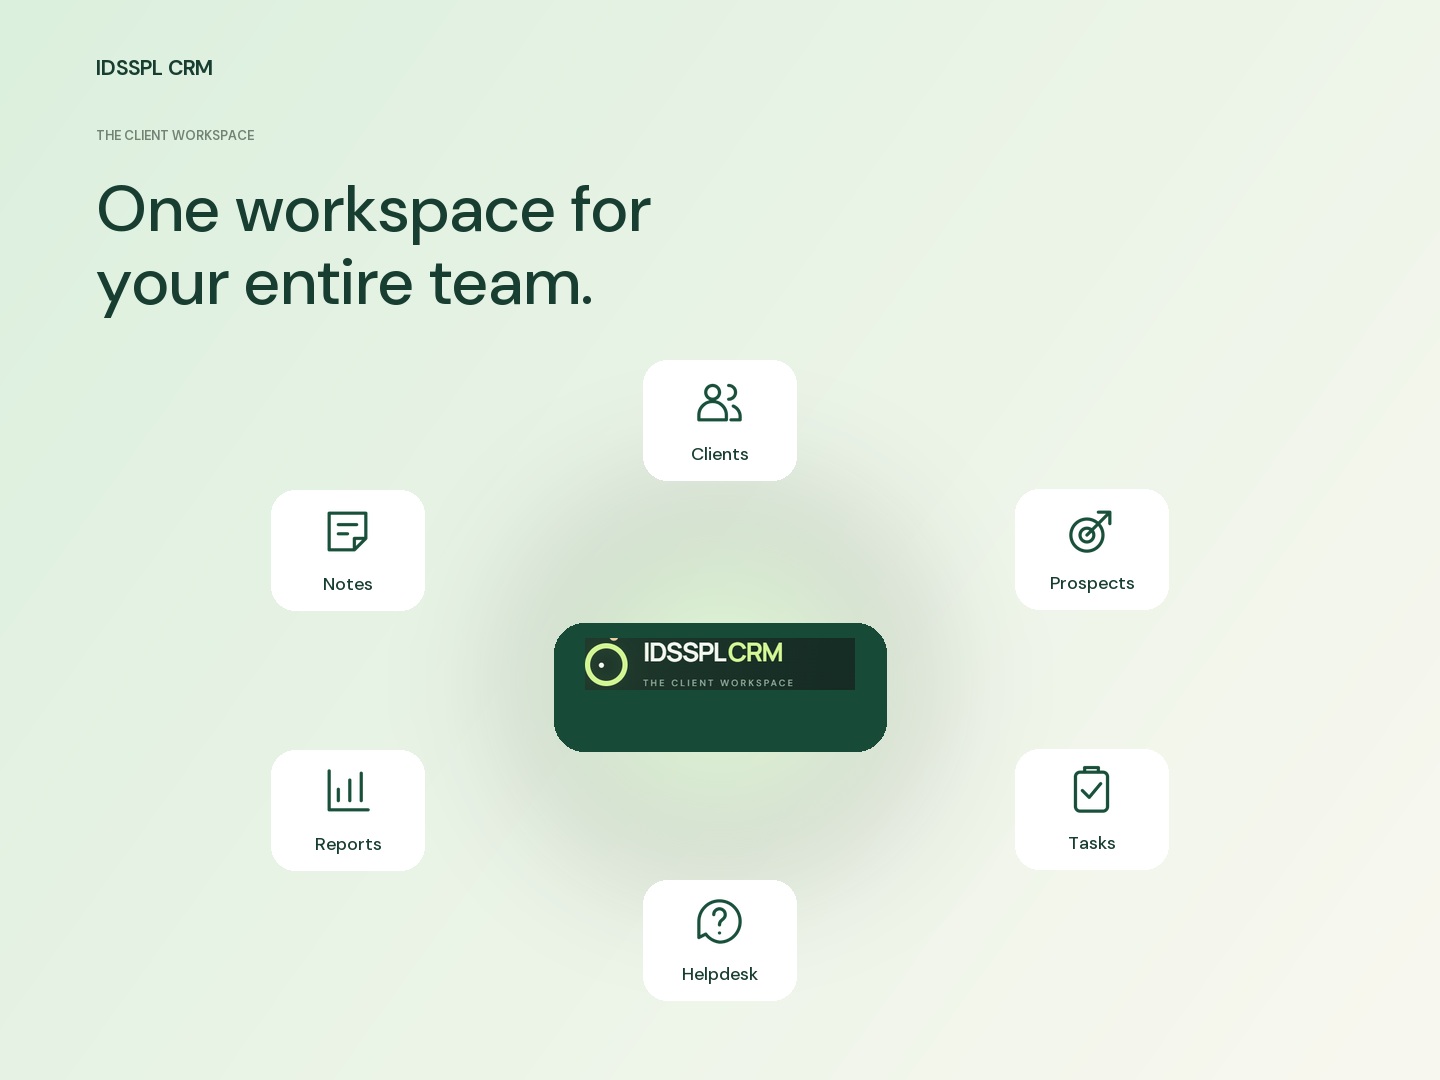 IDSSPL CRM
THE CLIENT WORKSPACE
One workspace for
your entire team.
Clients
Notes
Prospects
IDSSPLCRM
THE CLIENT WORKSPACE
Reports
Tasks
Helpdesk